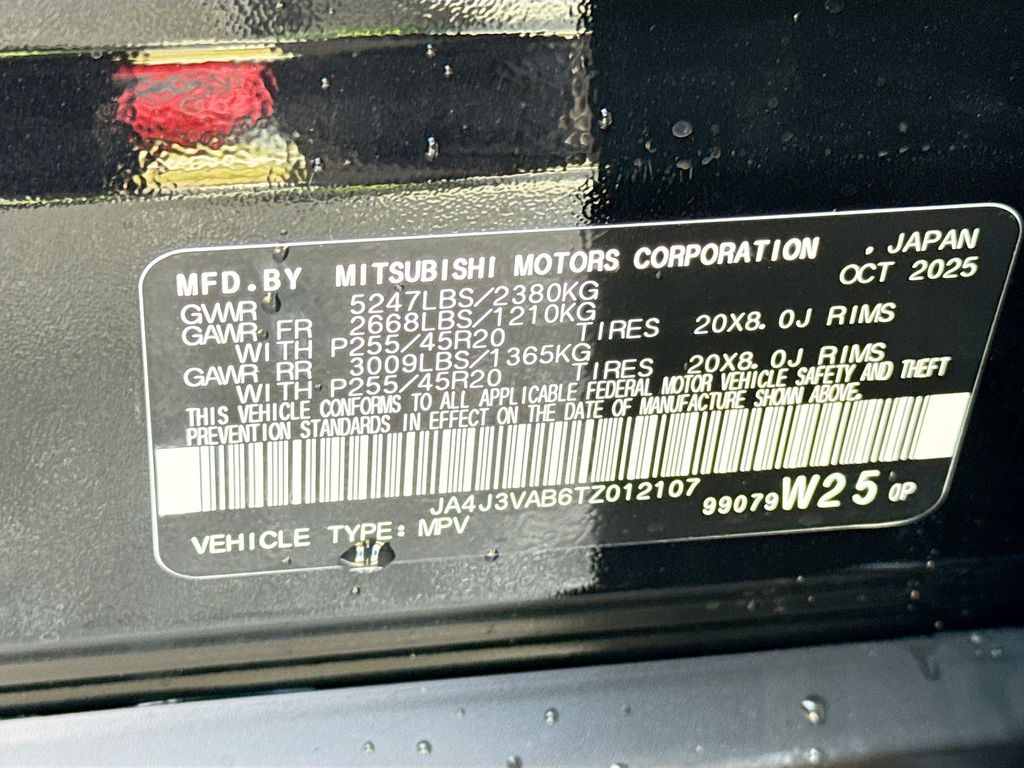 MFD.BY MITSUBISHI MOTORS CORPORATION . JAPAN
GWVR 5247LBS/2380KG OCT 2025
GAWR FR 2668LBS/1210KG
WITH P255/45R20 TIRES 20X8.0J RIMS
GAWR RR 3009LBS/1365KG
WITH P255/45R20 TIRES 20X8.0J RIMS
THIS VEHICLE CONFORMS TO ALL APPLICABLE FEDERAL MOTOR VEHICLE SAFETY AND THEFT
PREVENTION STANDARDS IN EFFECT ON THE DATE OF MANUFACTURE SHOWN ABOVE.
JA4J3VAB6TZ012107
99079 W25 0P
VEHICLE TYPE: MPV